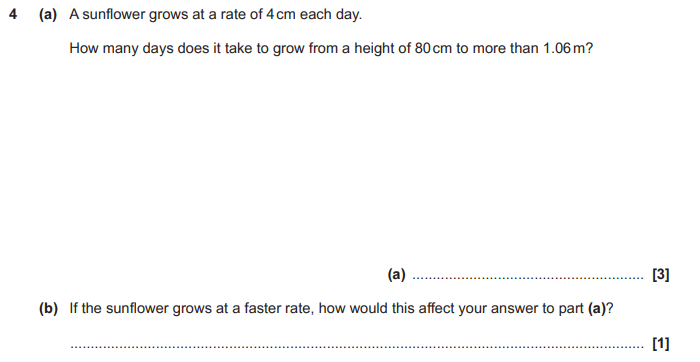 4 (a) A sunflower grows at a rate of 4 cm each day.
How many days does it take to grow from a height of 80 cm to more than 1.06 m?
(a) ............................................................ [3]
(b) If the sunflower grows at a faster rate, how would this affect your answer to part (a)?
............................................................ [1]